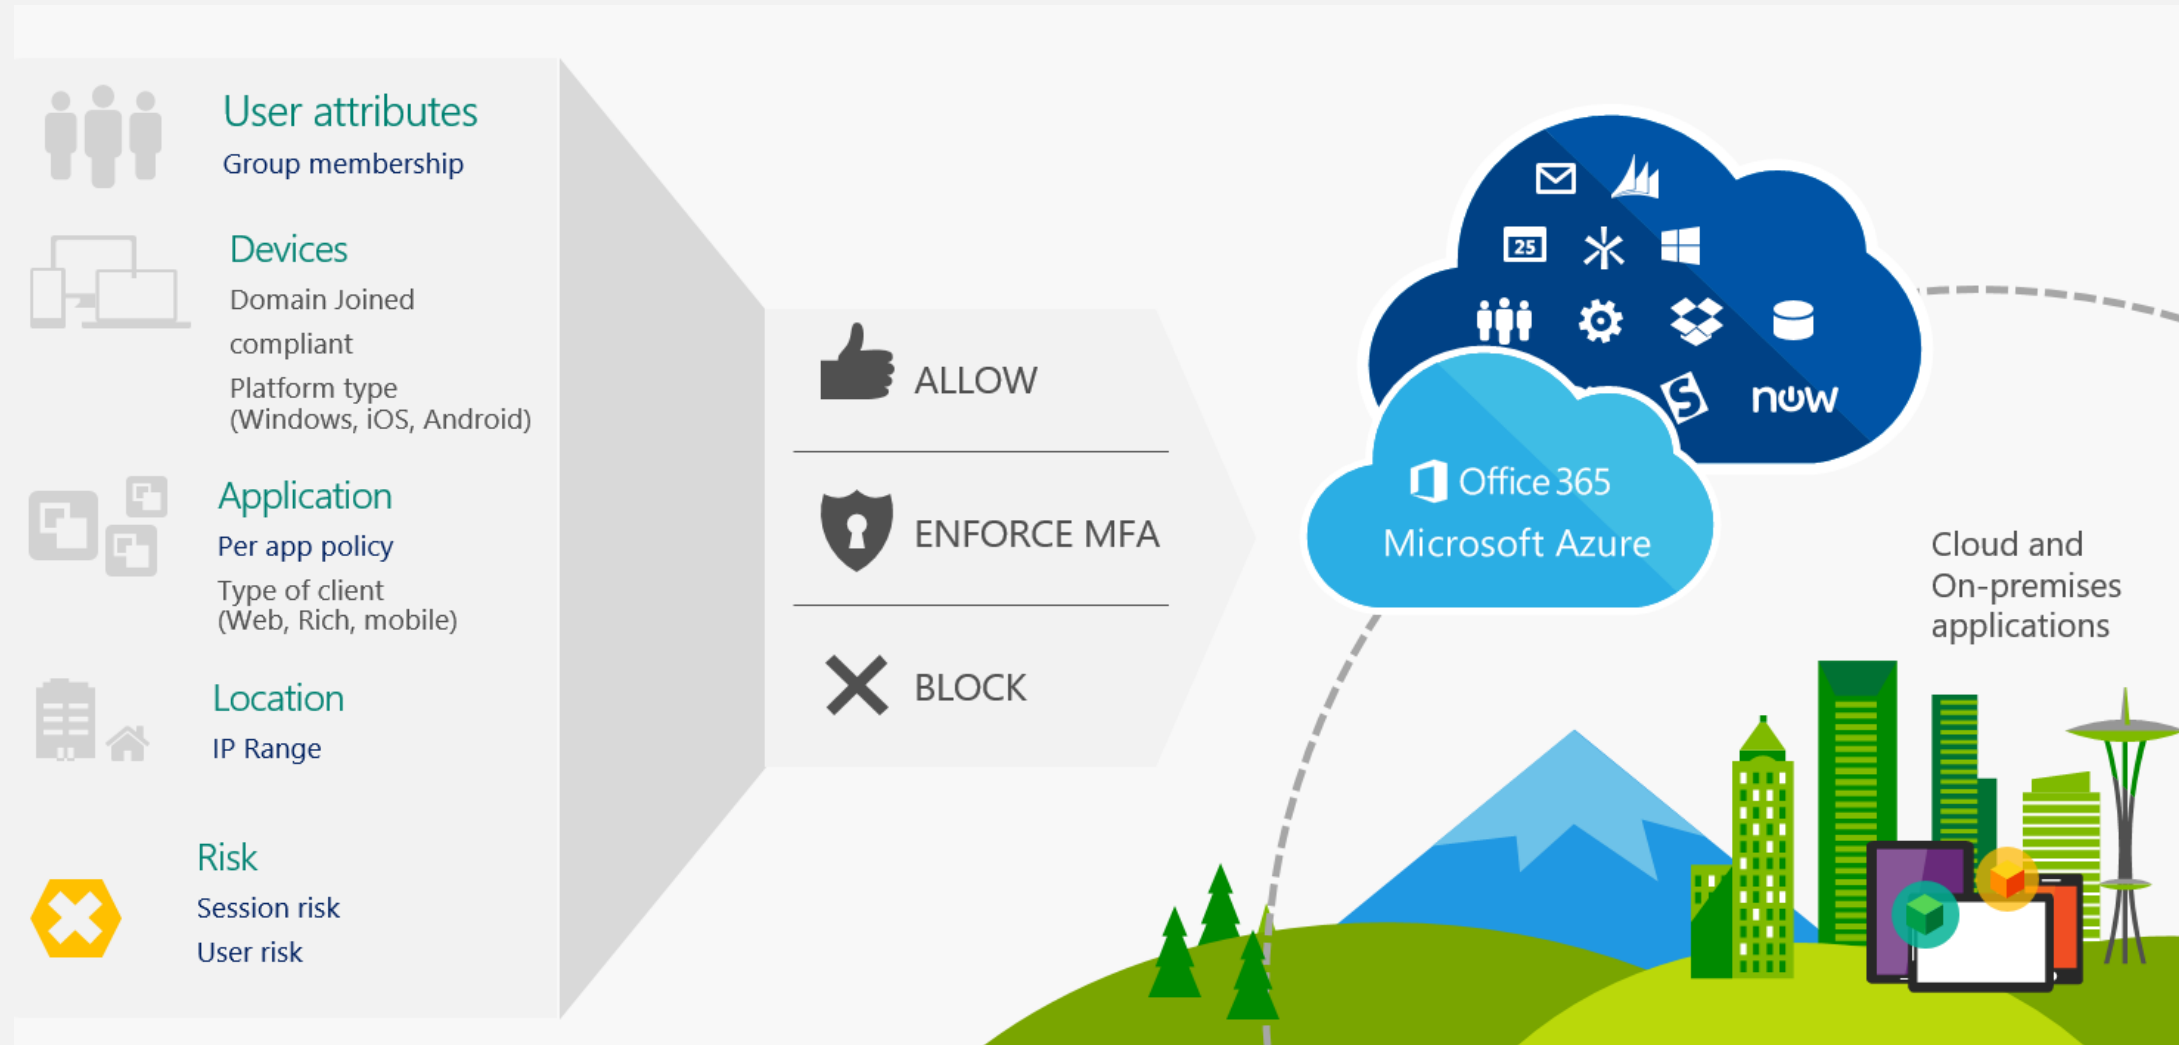 User attributes
Group membership
Devices
Domain Joined
compliant
Platform type
(Windows, iOS, Android)
Application
Per app policy
Type of client
(Web, Rich, mobile)
Location
IP Range
Risk
Session risk
User risk
ALLOW
ENFORCE MFA
BLOCK
25
S
now
Office 365
Microsoft Azure
Cloud and
On-premises
applications